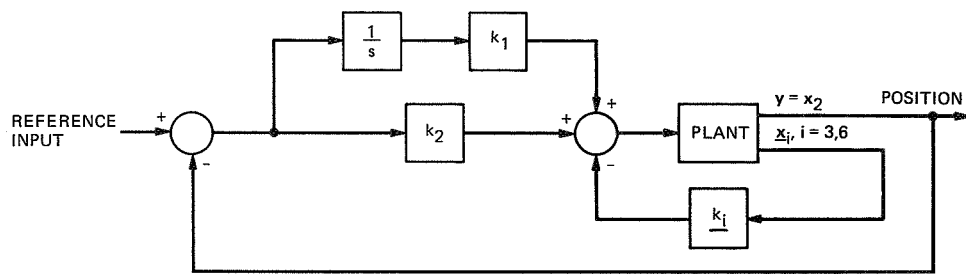 1
s
k1
REFERENCE
INPUT
+
-
k2
+
+
-
PLANT
y = x2
xi, i = 3,6
POSITION
ki